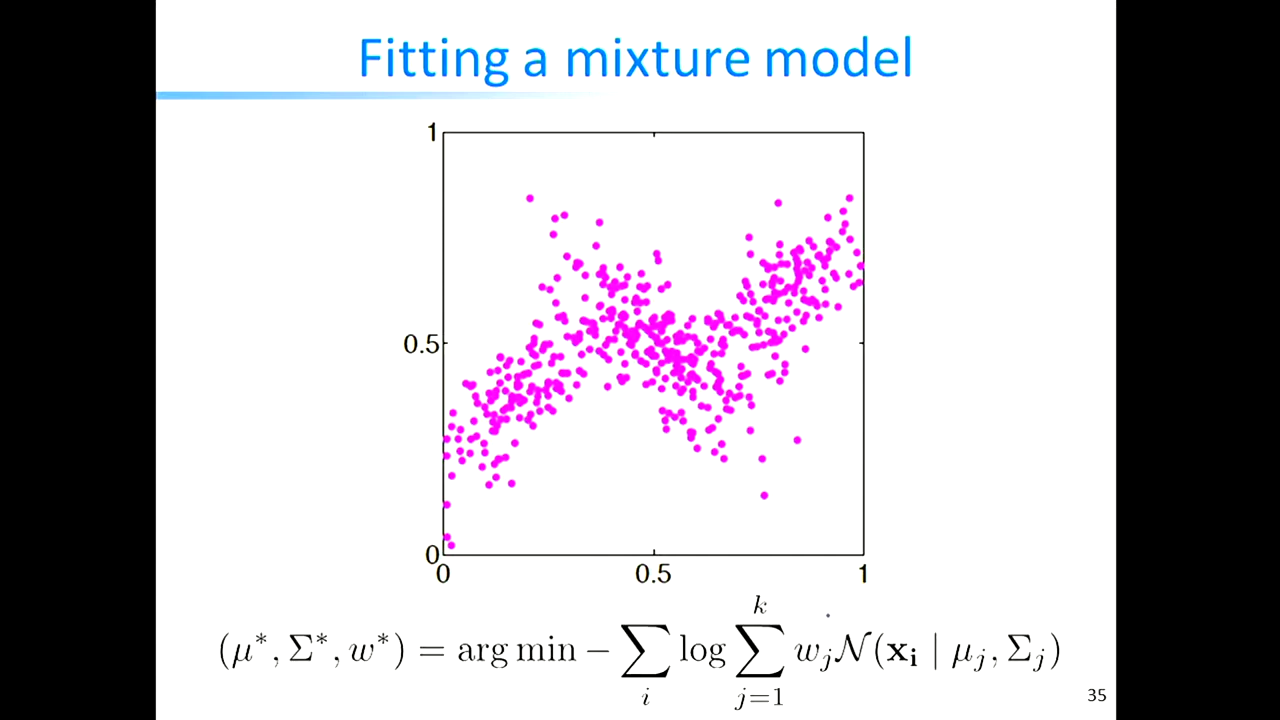 Fitting a mixture model
1
0.5
0
0 0.5 1
(μ*, Σ*, w*) = arg min − ∑_i log ∑_{j=1}^{k} w_j 𝒩(x_i | μ_j, Σ_j)
35